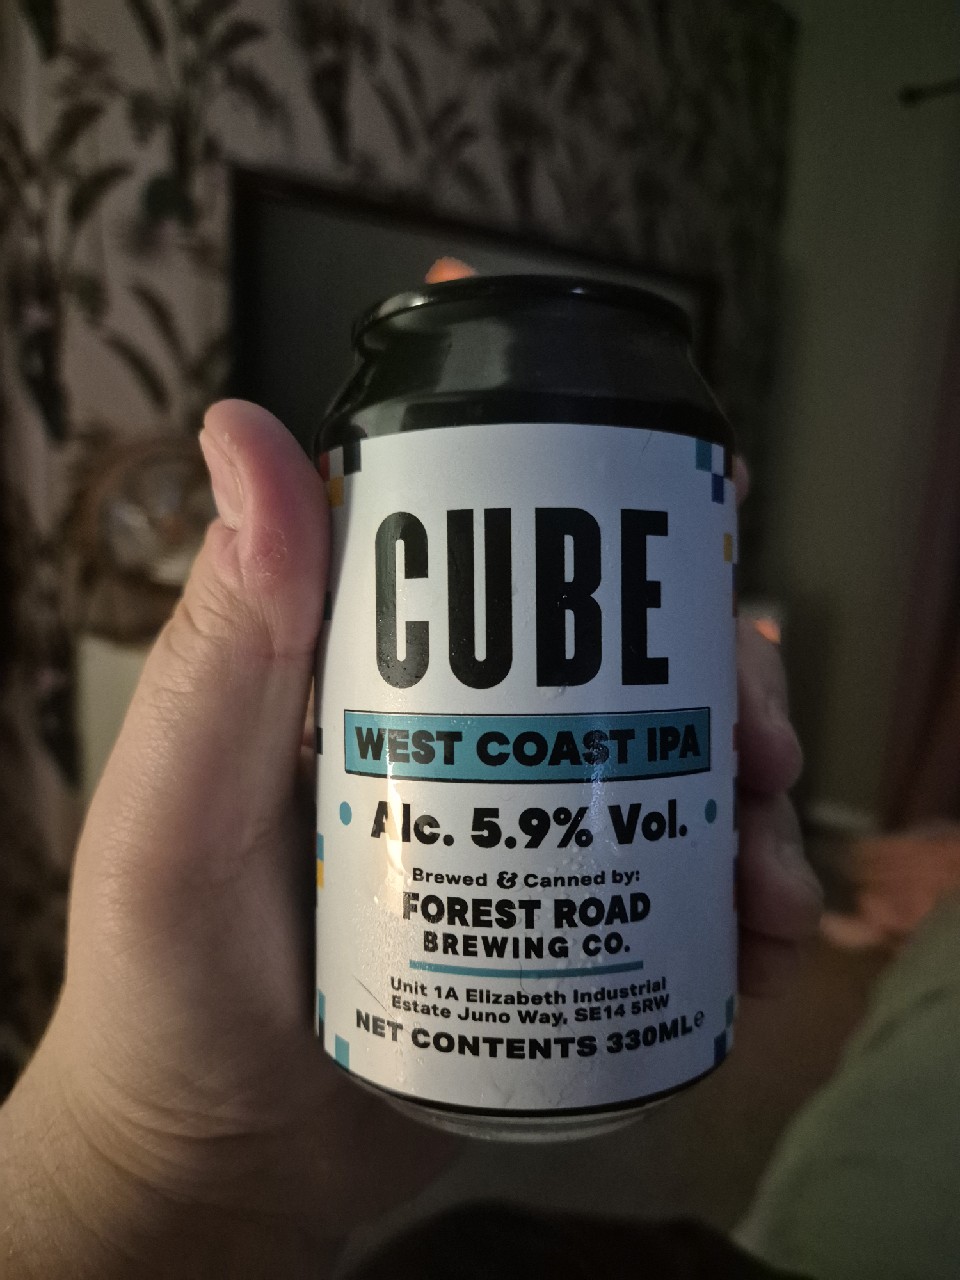 CUBE
WEST COAST IPA
Alc. 5.9% Vol.
Brewed & Canned by:
FOREST ROAD
BREWING CO.
Unit 1A Elizabeth Industrial
Estate Juno Way, SE14 5RW
NET CONTENTS 330ML℮